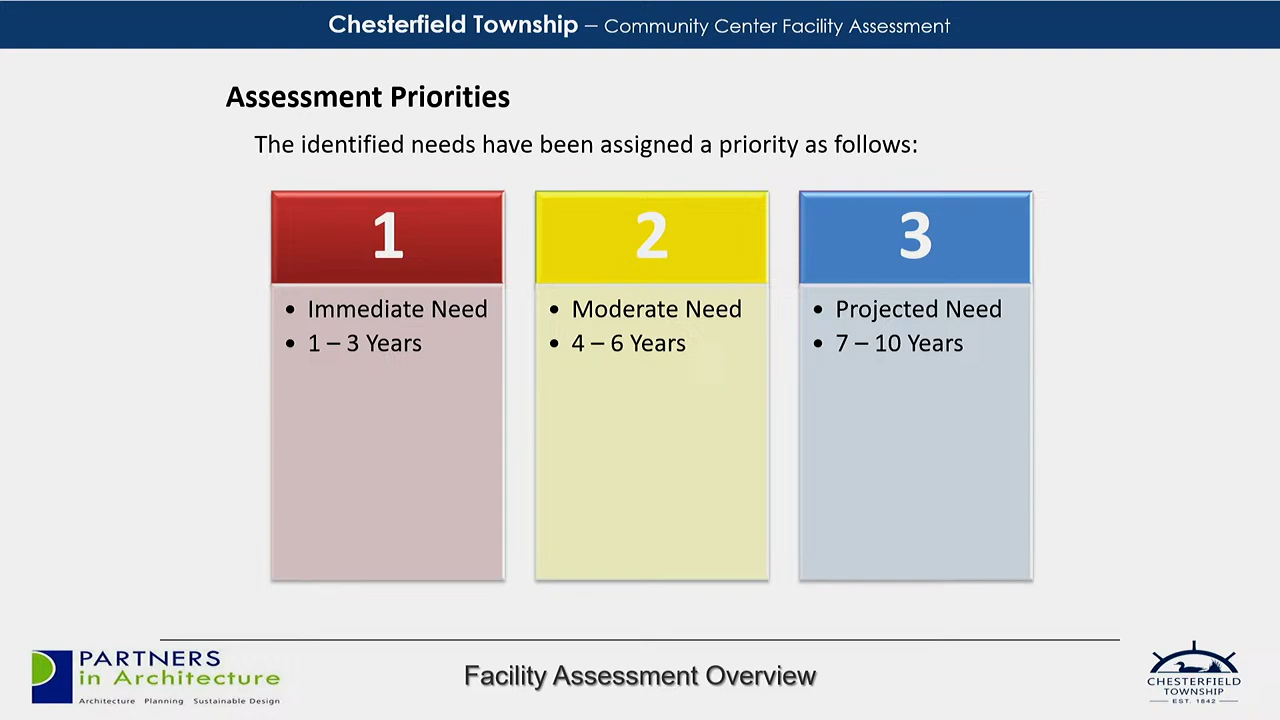 Chesterfield Township – Community Center Facility Assessment
Assessment Priorities
The identified needs have been assigned a priority as follows:
1
• Immediate Need
• 1 – 3 Years
2
• Moderate Need
• 4 – 6 Years
3
• Projected Need
• 7 – 10 Years
PARTNERS
in Architecture
Architecture Planning Sustainable Design
Facility Assessment Overview
CHESTERFIELD
TOWNSHIP
EST. 1842